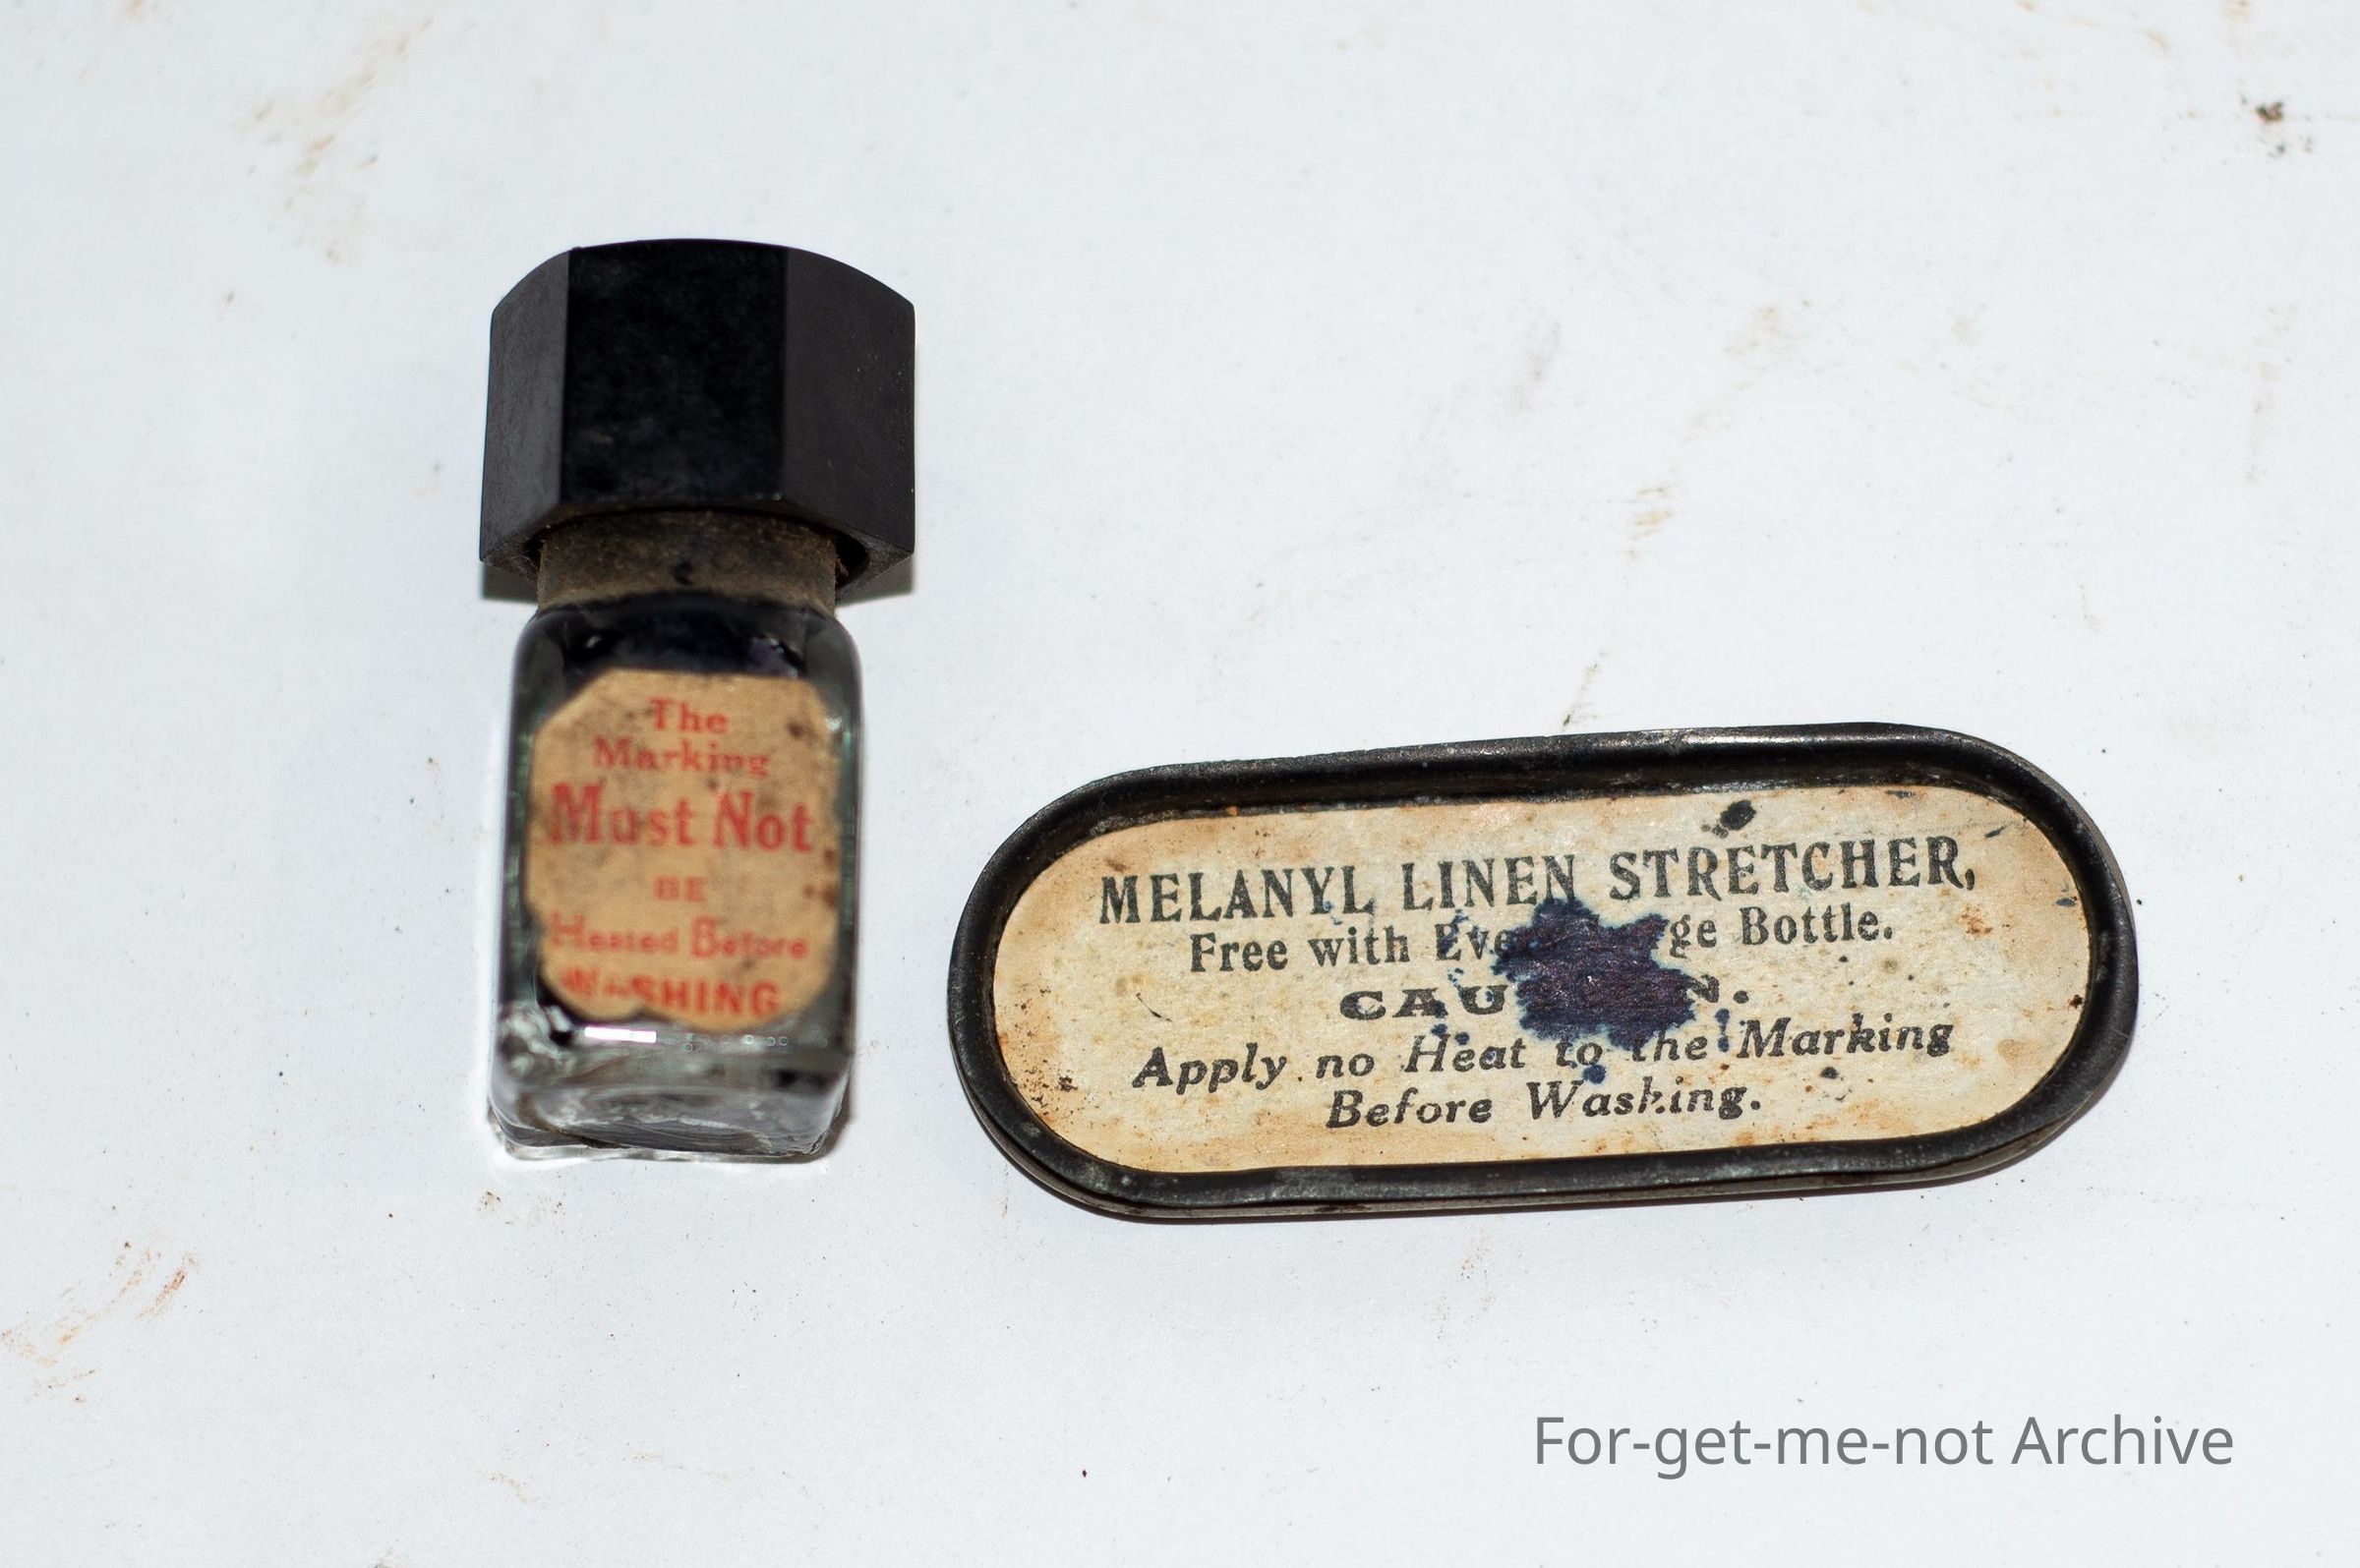 The
Marking
Must Not
BE
Heated Before
WASHING
MELANYL LINEN STRETCHER,
Free with Bottle.
Apply no Heat to the Marking
Before Washing.
For-get-me-not Archive